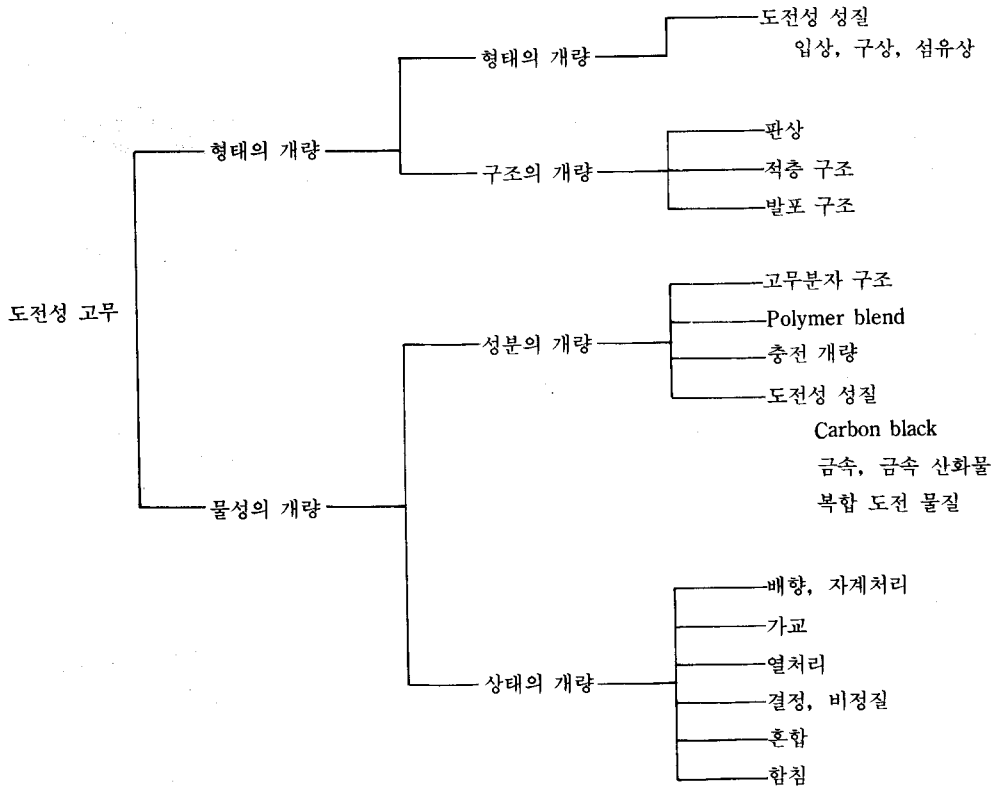 도전성 고무
형태의 개량
형태의 개량
도전성 성질
입상, 구상, 섬유상
구조의 개량
판상
적층 구조
발포 구조
물성의 개량
성분의 개량
고무분자 구조
Polymer blend
충전 개량
도전성 성질
Carbon black
금속, 금속 산화물
복합 도전 물질
상태의 개량
배향, 자계처리
가교
열처리
결정, 비정질
혼합
함침